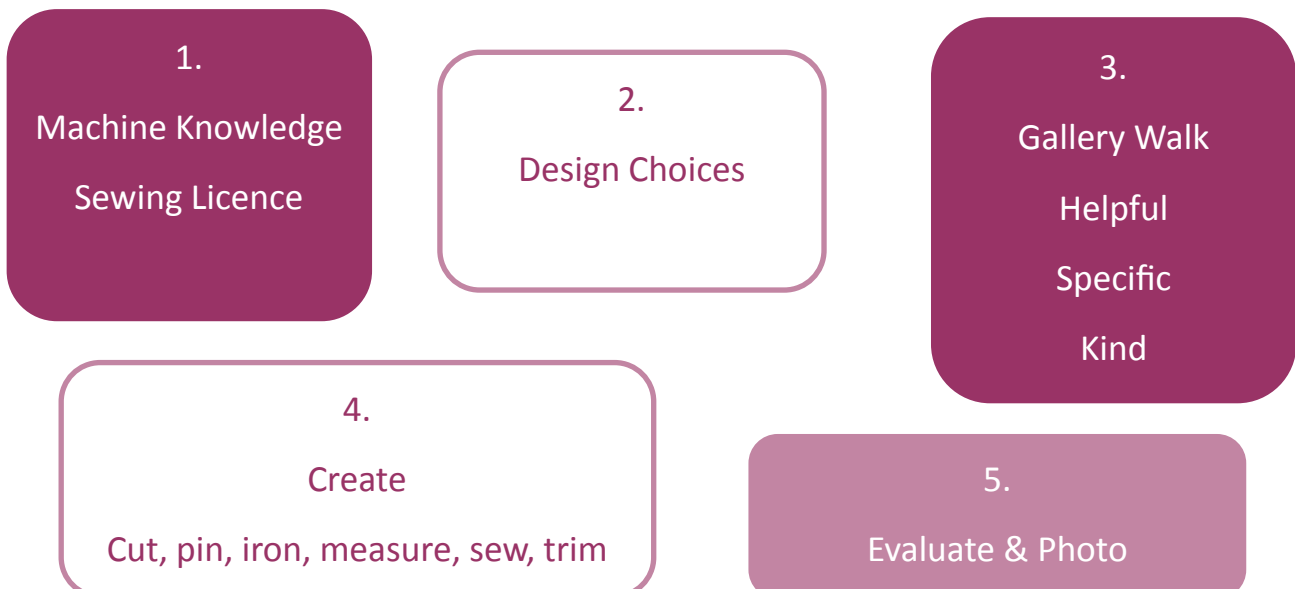 1.
Machine Knowledge
Sewing Licence
2.
Design Choices
3.
Gallery Walk
Helpful
Specific
Kind
4.
Create
Cut, pin, iron, measure, sew, trim
5.
Evaluate & Photo